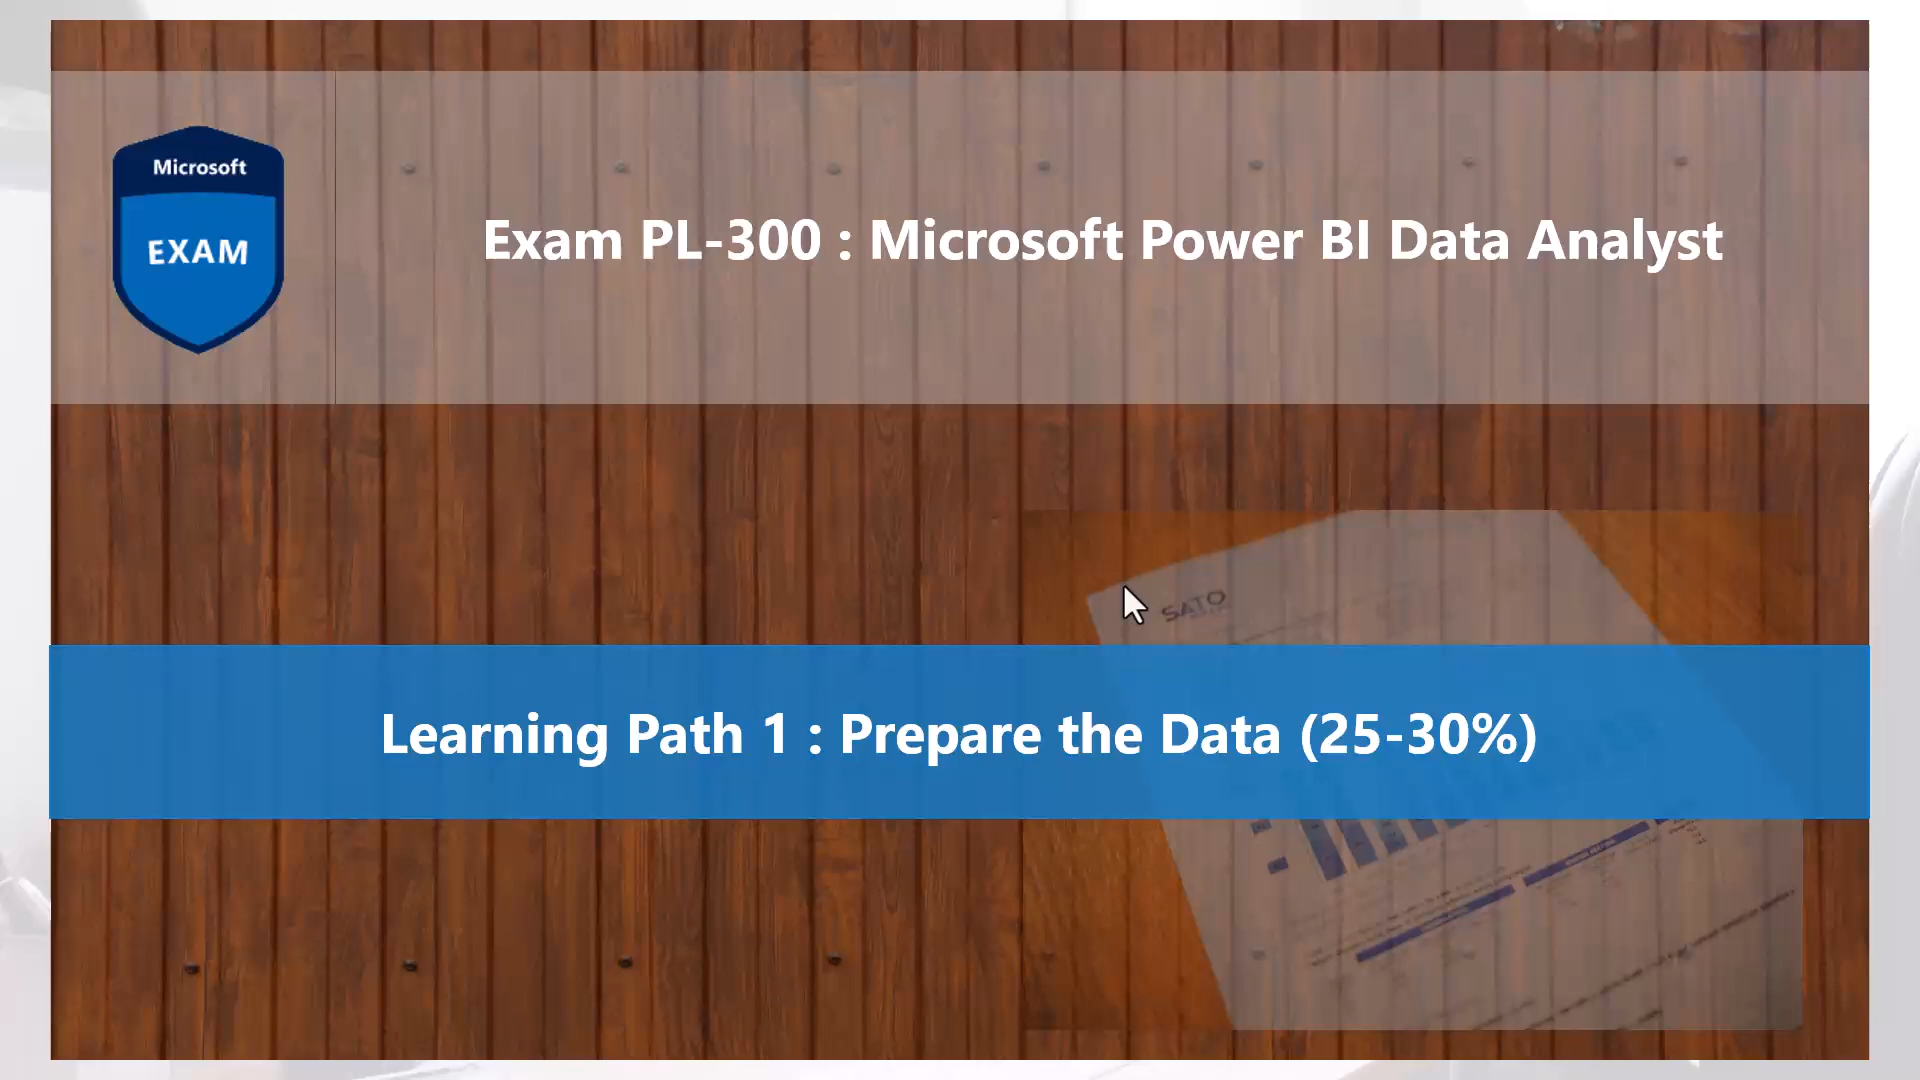 Microsoft
EXAM
Exam PL-300 : Microsoft Power BI Data Analyst
SATO
Learning Path 1 : Prepare the Data (25-30%)